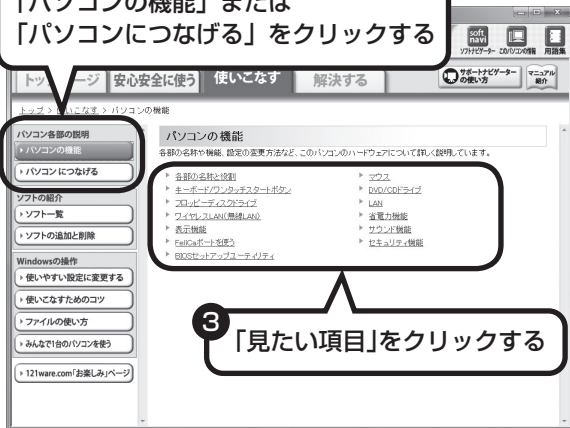 「パソコンの機能」または
「パソコンにつなげる」をクリックする
soft navi
ソフトナビゲーター
このパソコンの情報
用語集
安心安全に使う
使いこなす
解決する
サポートナビゲーターの使い方
マニュアル紹介
トップ > 使いこなす > パソコンの機能
パソコン各部の説明
パソコンの機能
パソコンにつなげる
ソフトの紹介
ソフト一覧
ソフトの追加と削除
Windowsの操作
使いやすい設定に変更する
使いこなすためのコツ
ファイルの使い方
みんなで1台のパソコンを使う
121ware.com「お楽しみ」ページ
パソコンの機能
各部の名称や機能、設定の変更方法など、このパソコンのハードウェアについて詳しく説明しています。
各部の名称と役割
キーボード/ワンタッチスタートボタン
フロッピーディスクドライブ
ワイヤレスLAN(無線LAN)
表示機能
FeliCaポートを使う
BIOSセットアップユーティリティ
マウス
DVD/CDドライブ
LAN
省電力機能
サウンド機能
セキュリティ機能
3
「見たい項目」をクリックする